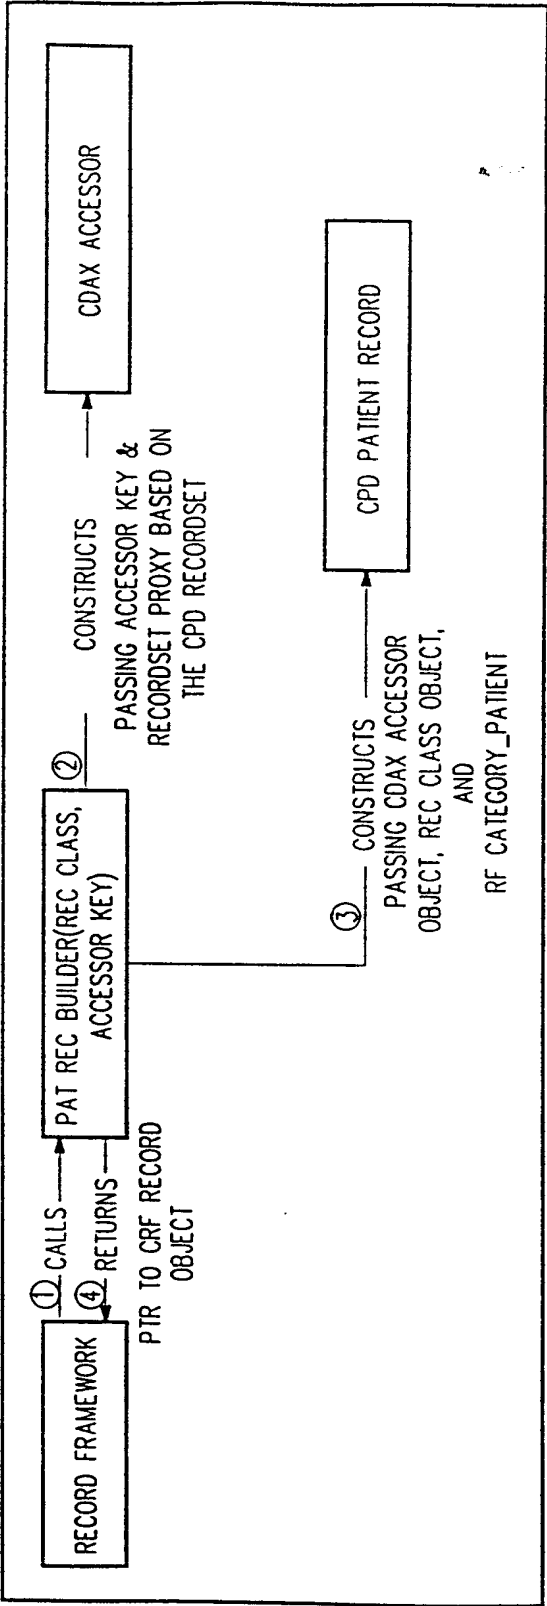 RECORD FRAMEWORK
① CALLS
④ RETURNS
PTR TO CRF RECORD
OBJECT
PAT REC BUILDER(REC CLASS,
ACCESSOR KEY)
②
CONSTRUCTS
PASSING ACCESSOR KEY &
RECORDSET PROXY BASED ON
THE CPD RECORDSET
CDAX ACCESSOR
③
CONSTRUCTS
PASSING CDAX ACCESSOR
OBJECT, REC CLASS OBJECT,
AND
RF CATEGORY_PATIENT
CPD PATIENT RECORD